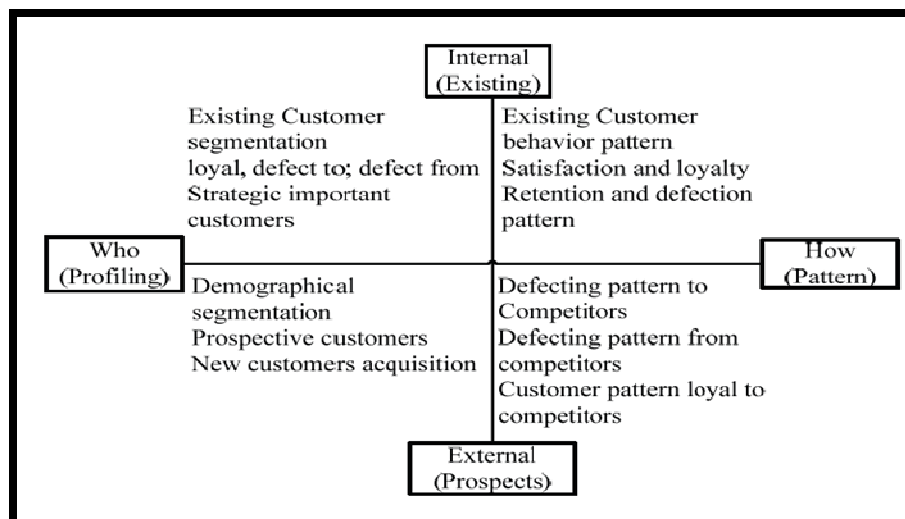 Internal
(Existing)
Existing Customer
segmentation
loyal, defect to; defect from
Strategic important
customers
Existing Customer
behavior pattern
Satisfaction and loyalty
Retention and defection
pattern
Who
(Profiling)
How
(Pattern)
Demographical
segmentation
Prospective customers
New customers acquisition
Defecting pattern to
Competitors
Defecting pattern from
competitors
Customer pattern loyal to
competitors
External
(Prospects)